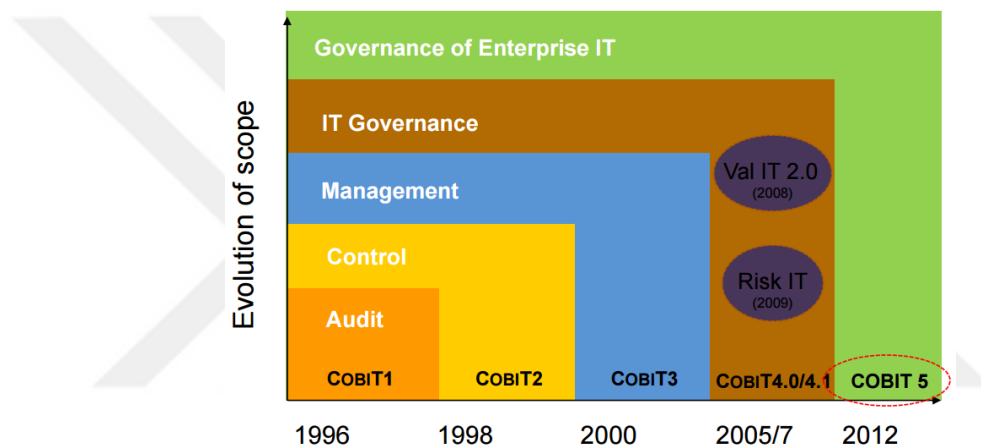 Evolution of scope
Governance of Enterprise IT
IT Governance
Val IT 2.0
(2008)
Management
Control
Risk IT
(2009)
Audit
COBIT1 COBIT2 COBIT3 COBIT4.0/4.1 COBIT 5
1996 1998 2000 2005/7 2012